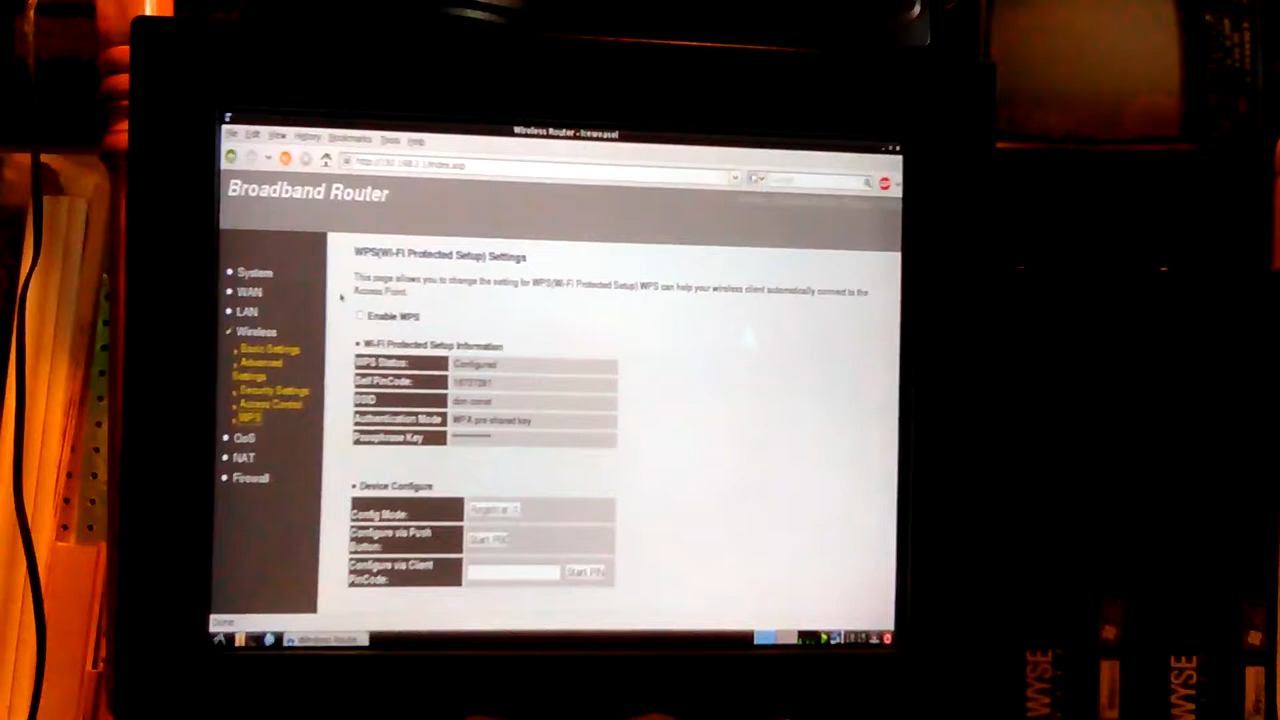 Wireless Router - Iceweasel
File Edit View History Bookmarks Tools Help
Broadband Router
System
WAN
LAN
Wireless
Basic Settings
Advanced
Settings
Security Settings
Access Control
WPS
QoS
NAT
Firewall
WPS(Wi-Fi Protected Setup) Settings
This page allows you to change the setting for WPS(Wi-Fi Protected Setup) WPS can help your wireless client automatically connect to the
Access Point.
Enable WPS
Wi-Fi Protected Setup Information
WPS Status: Configured
Self PinCode:
SSID
Authentication Mode WPA pre-shared key
Passphrase Key
Device Configure
Config Mode: Registrar
Configure via Push
Button: Start PBC
Configure via Client
PinCode: Start PIN
Done
Wireless Router
WYSE
WYSE